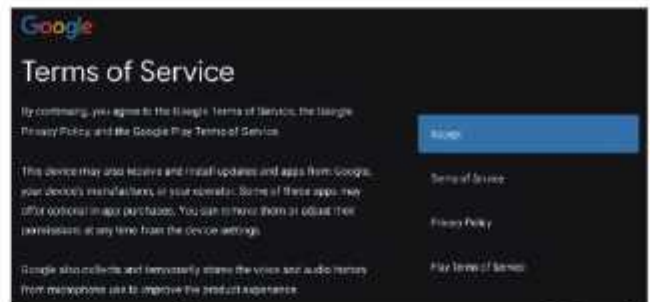 Google
Terms of Service
By continuing, you agree to the Google Terms of Service, the Google
Privacy Policy, and the Google Play Terms of Service.
This device may also receive and install updates and apps from Google,
your device's manufacturer, or your operator. Some of these apps may
offer optional in-app purchases. You can remove them or adjust their
permissions at any time from the device settings.
Google also collects and temporarily stores the voice and audio
from microphone use to improve the product experience.
Accept
Terms of Service
Privacy Policy
Play Terms of Service